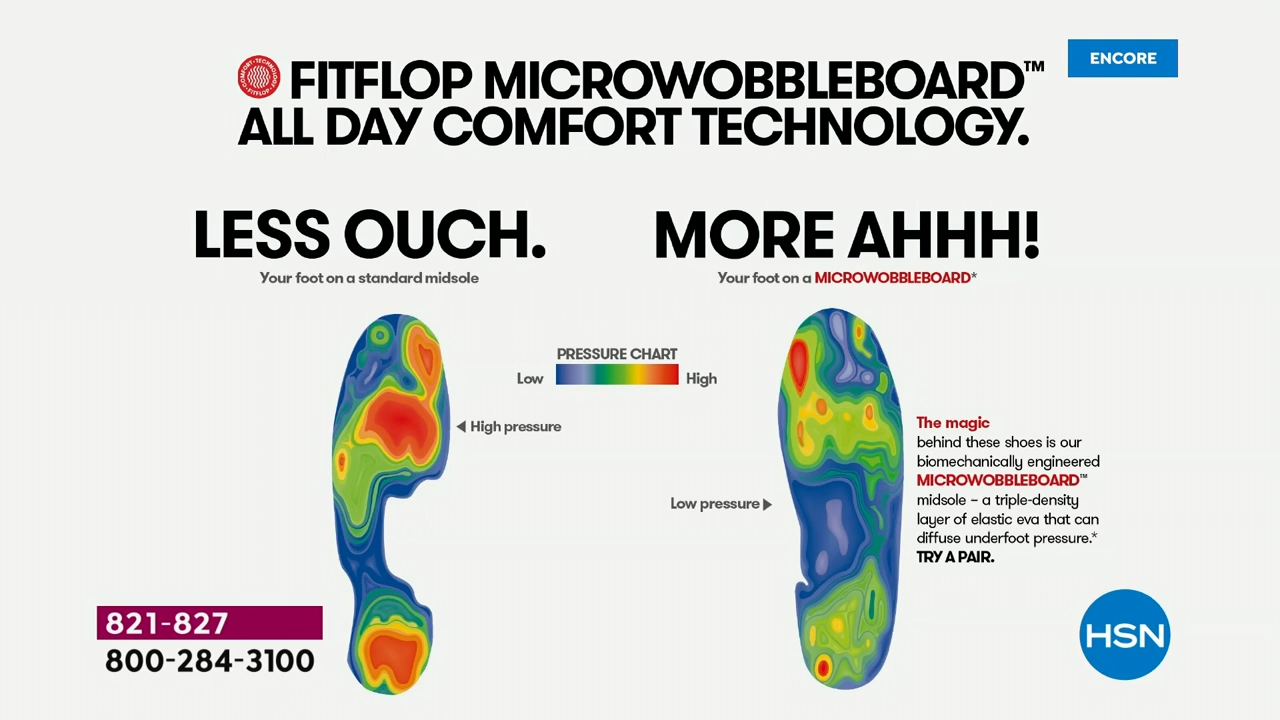 ENCORE
FITFLOP MICROWOBBLEBOARD™
ALL DAY COMFORT TECHNOLOGY.
LESS OUCH.
Your foot on a standard midsole
MORE AHHH!
Your foot on a MICROWOBBLEBOARD*
PRESSURE CHART
Low
High
High pressure
Low pressure
The magic
behind these shoes is our
biomechanically engineered
MICROWOBBLEBOARD™
midsole – a triple-density
layer of elastic eva that can
diffuse underfoot pressure.*
TRY A PAIR.
821-827
800-284-3100
HSN